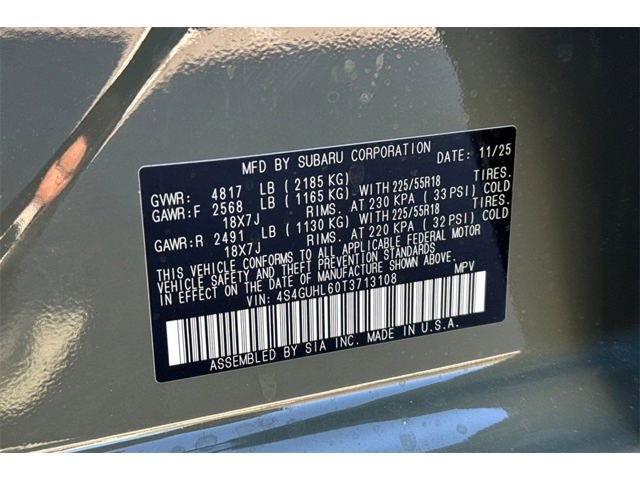 MFD BY SUBARU CORPORATION DATE: 11/25
GVWR: 4817 LB ( 2185 KG)
GAWR:F 2568 LB ( 1165 KG) WITH 225/55R18 TIRES.
18X7J RIMS. AT 230 KPA ( 33 PSI) COLD
GAWR:R 2491 LB ( 1130 KG) WITH 225/55R18 TIRES.
18X7J RIMS. AT 220 KPA ( 32 PSI) COLD
THIS VEHICLE CONFORMS TO ALL APPLICABLE FEDERAL MOTOR
VEHICLE SAFETY AND THEFT PREVENTION STANDARDS IN EFFECT
ON THE DATE OF MANUFACTURE SHOWN ABOVE.
VIN: 4S4GUHL60T3713108 MPV
ASSEMBLED BY SIA INC. MADE IN U.S.A.